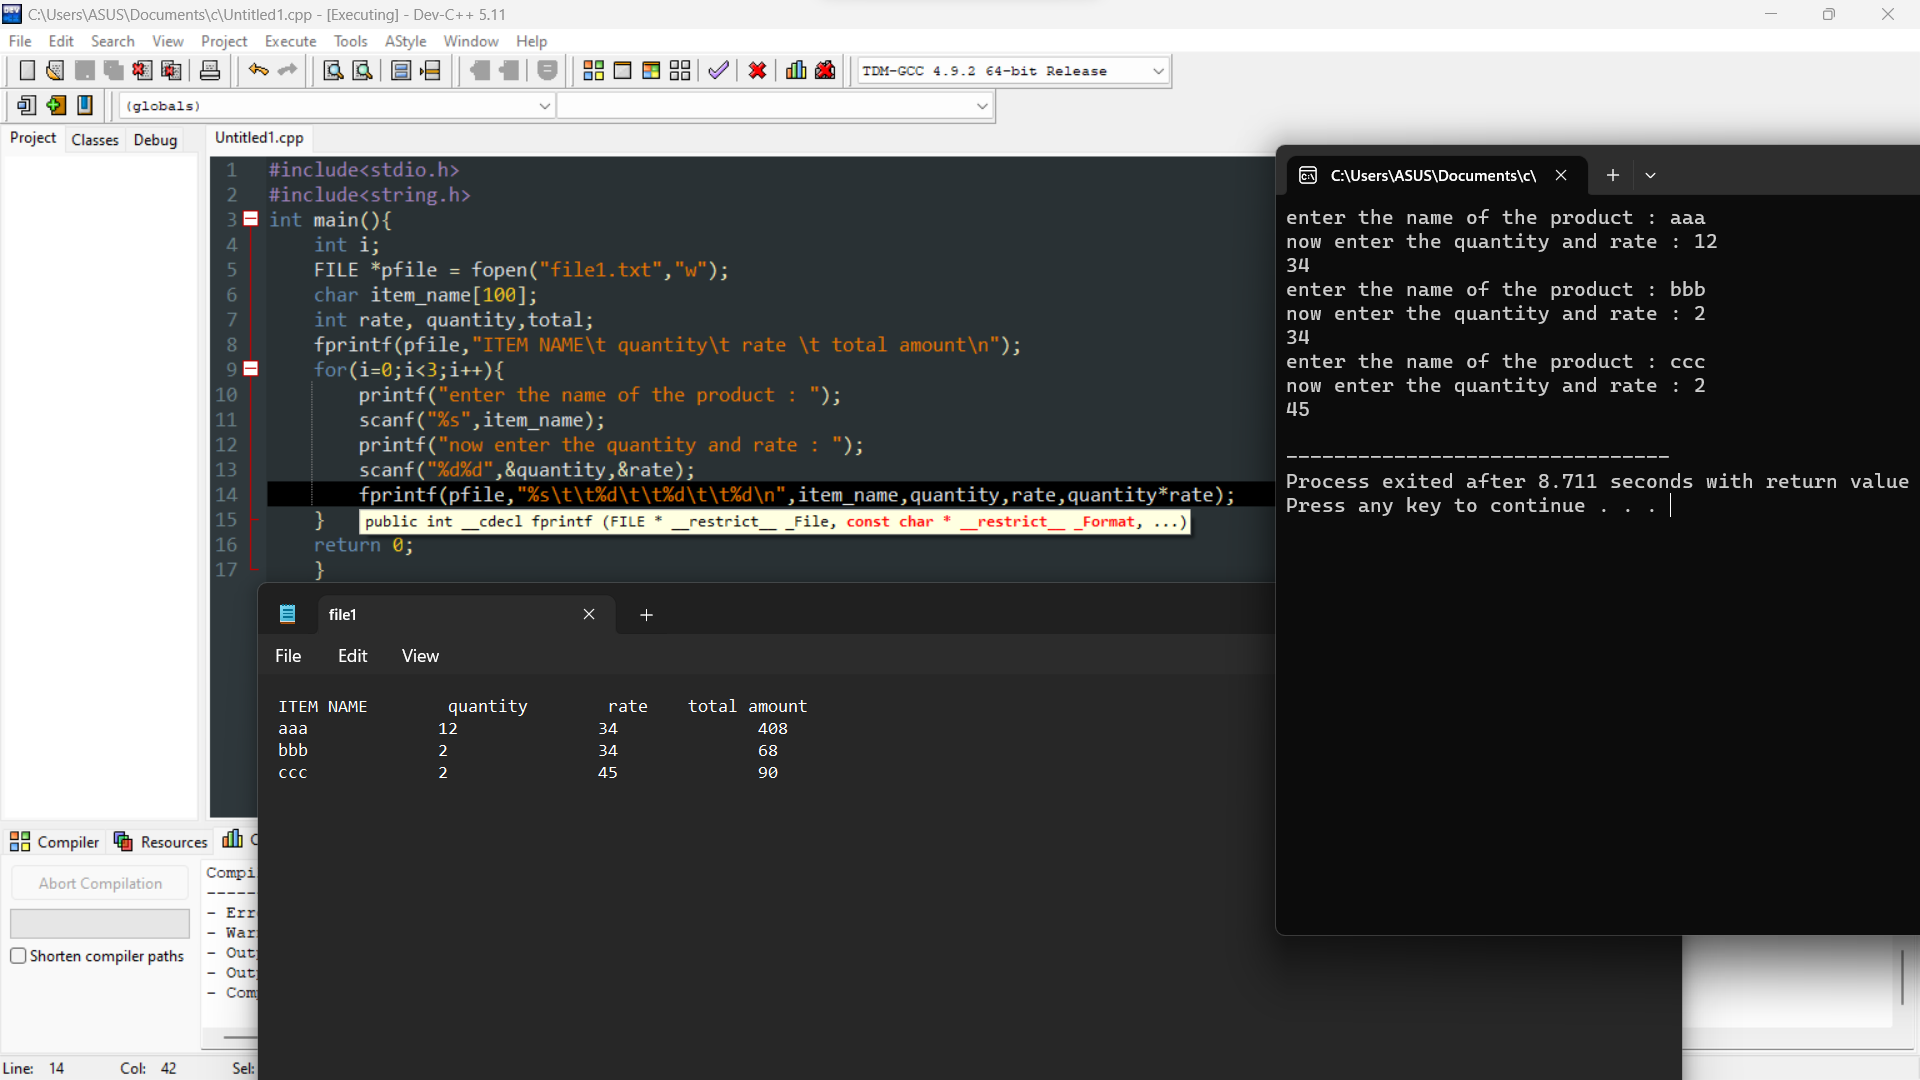 C:\Users\ASUS\Documents\c\Untitled1.cpp - [Executing] - Dev-C++ 5.11
File Edit Search View Project Execute Tools AStyle Window Help
TDM-GCC 4.9.2 64-bit Release
(globals)
Project Classes Debug
Untitled1.cpp
1 #include<stdio.h>
2 #include<string.h>
3 int main(){
4 int i;
5 FILE *pfile = fopen("file1.txt","w");
6 char item_name[100];
7 int rate, quantity,total;
8 fprintf(pfile,"ITEM NAME\t quantity\t rate \t total amount\n");
9 for(i=0;i<3;i++){
10 printf("enter the name of the product : ");
11 scanf("%s",item_name);
12 printf("now enter the quantity and rate : ");
13 scanf("%d%d",&quantity,&rate);
14 fprintf(pfile,"%s\t\t%d\t\t%d\t\t%d\n",item_name,quantity,rate,quantity*rate);
15 }
public int __cdecl fprintf (FILE * __restrict__ _File, const char * __restrict__ _Format, ...)
16 return 0;
17 }
C:\Users\ASUS\Documents\c\
enter the name of the product : aaa
now enter the quantity and rate : 12
34
enter the name of the product : bbb
now enter the quantity and rate : 2
34
enter the name of the product : ccc
now enter the quantity and rate : 2
45
--------------------------------
Process exited after 8.711 seconds with return value
Press any key to continue . . .
file1
File Edit View
ITEM NAME quantity rate total amount
aaa 12 34 408
bbb 2 34 68
ccc 2 45 90
Compiler Resources
Abort Compilation
Shorten compiler paths
Compi
--------
- Err
- War
- Out
- Out
- Com
Line: 14 Col: 42 Sel: